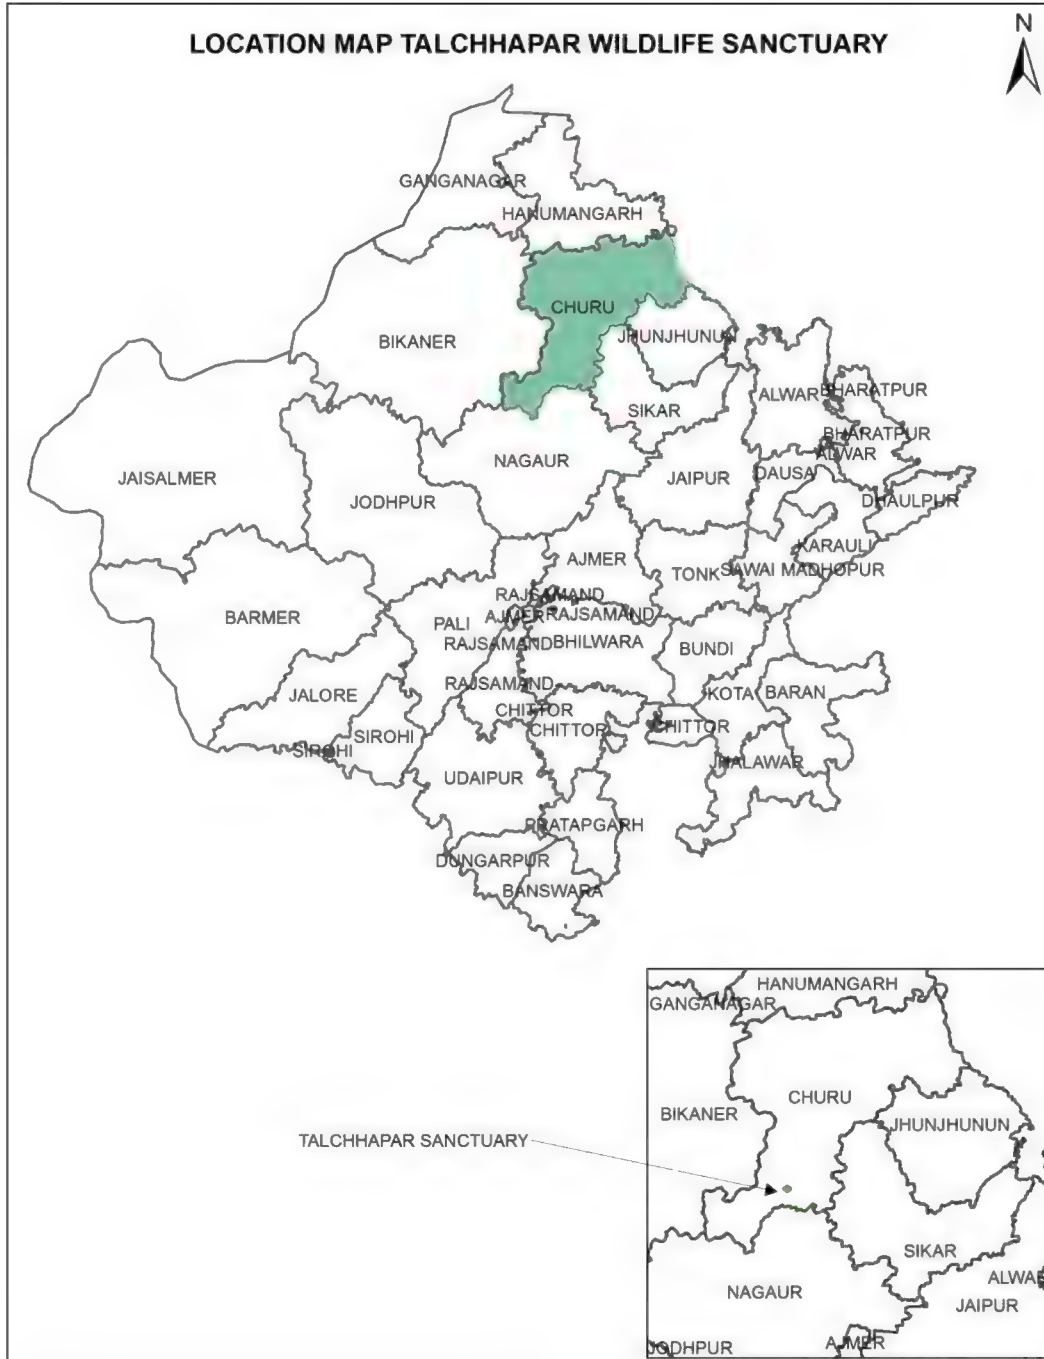 N
LOCATION MAP TALCHHAPAR WILDLIFE SANCTUARY
GANGANAGAR
HANUMANGARH
CHURU
BIKANER
JHUNJHUNUN
ALWAR
BHARATPUR
SIKAR
BHARATPUR
ALWAR
NAGAUR
JAISALMER
JODHPUR
JAIPUR
DAUSA
DHAULPUR
KARAULI
AJMER
TONK
SAWAI MADHOPUR
RAJSAMAND
BARMER
PALI
AJMER
RAJSAMAND
RAJSAMAND
BHILWARA
BUNDI
RAJSAMAND
JALORE
KOTA
BARAN
CHITTOR
CHITTOR
CHITTOR
SIROHI
SIROHI
JHALAWAR
UDAIPUR
PRATAPGARH
DUNGARPUR
BANSWARA
HANUMANGARH
GANGANAGAR
CHURU
BIKANER
JHUNJHUNUN
TALCHHAPAR SANCTUARY
SIKAR
ALWAR
NAGAUR
JAIPUR
JODHPUR
AJMER